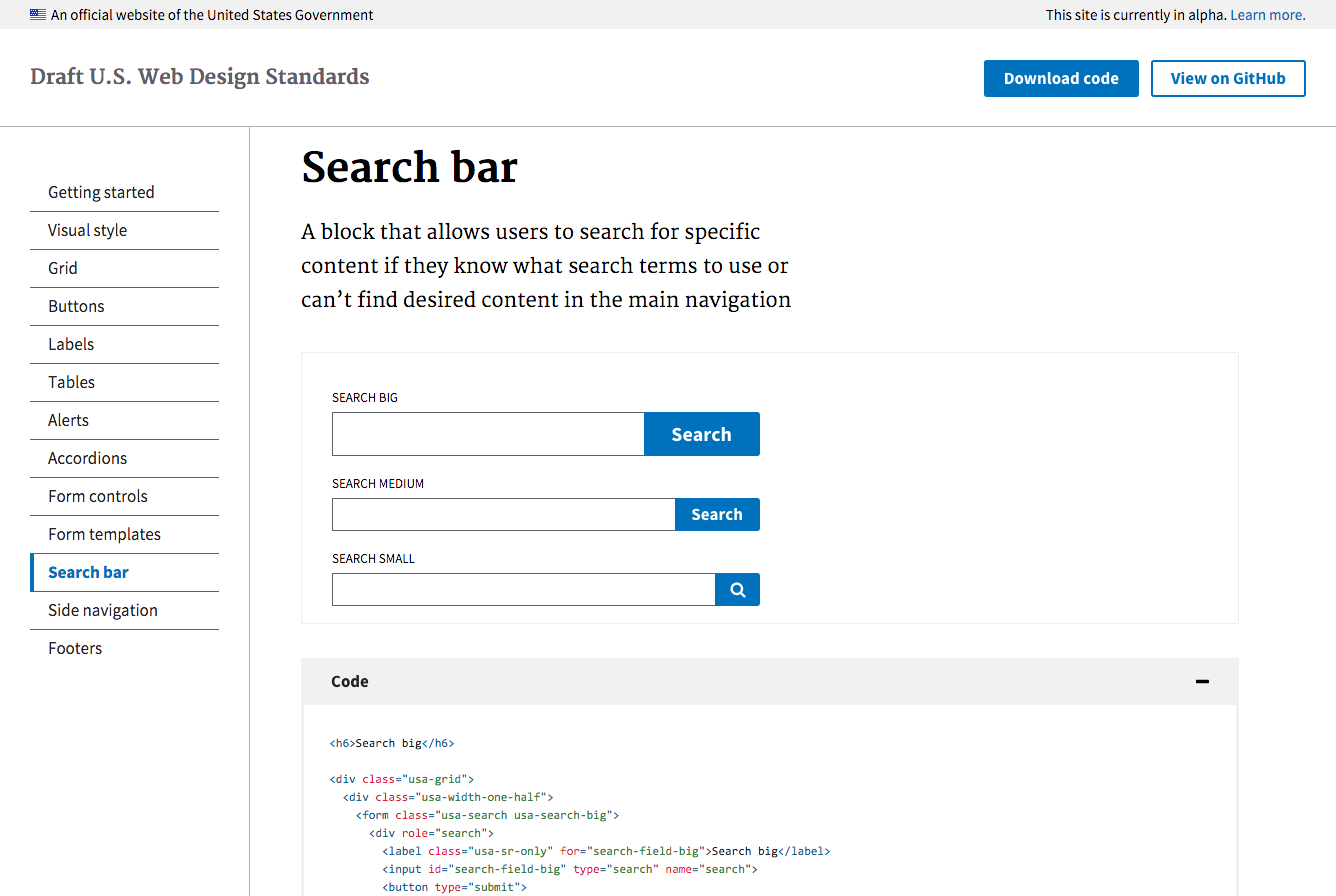 An official website of the United States Government
This site is currently in alpha. Learn more.
Draft U.S. Web Design Standards
Download code
View on GitHub
Getting started
Visual style
Grid
Buttons
Labels
Tables
Alerts
Accordions
Form controls
Form templates
Search bar
Side navigation
Footers
Search bar
A block that allows users to search for specific
content if they know what search terms to use or
can’t find desired content in the main navigation
SEARCH BIG
Search
SEARCH MEDIUM
Search
SEARCH SMALL
Code
<h6>Search big</h6>
<div class="usa-grid">
<div class="usa-width-one-half">
<form class="usa-search usa-search-big">
<div role="search">
<label class="usa-sr-only" for="search-field-big">Search big</label>
<input id="search-field-big" type="search" name="search">
<button type="submit">